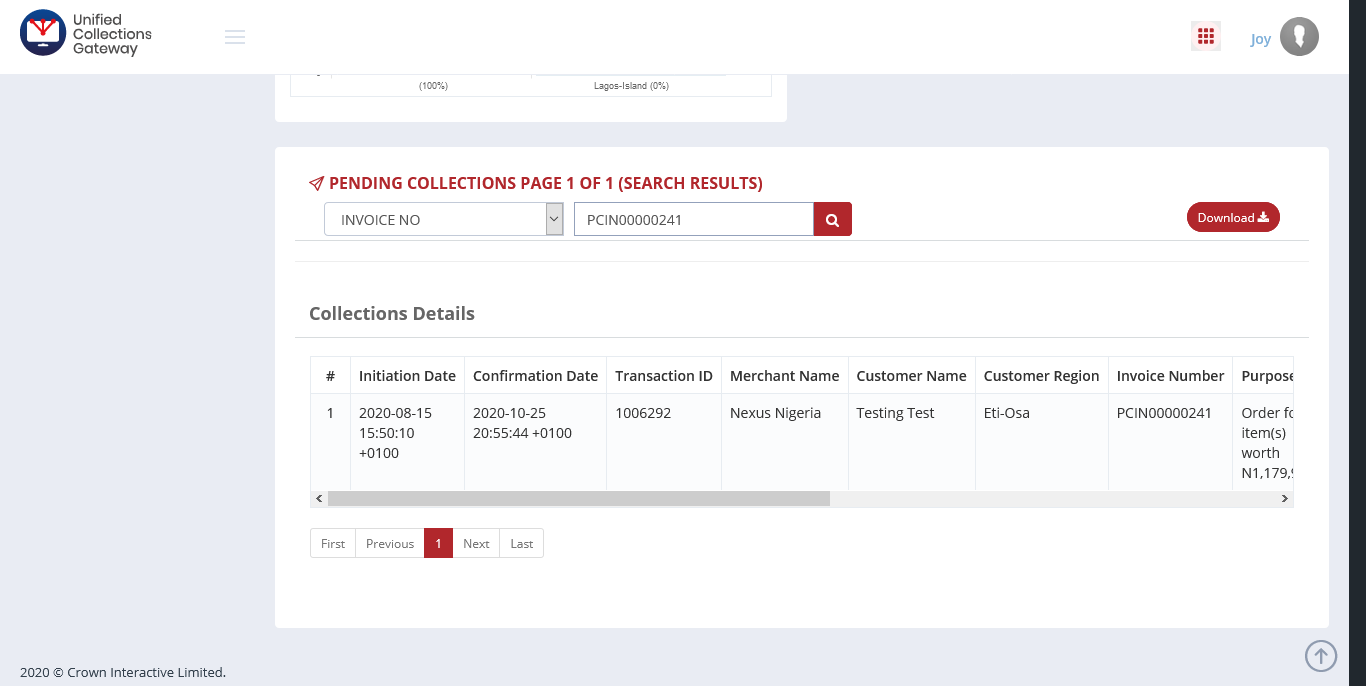 Unified
Collections
Gateway
Joy
(100%)
Lagos-Island (0%)
PENDING COLLECTIONS PAGE 1 OF 1 (SEARCH RESULTS)
INVOICE NO
PCIN00000241
Download
Collections Details
# Initiation Date Confirmation Date Transaction ID Merchant Name Customer Name Customer Region Invoice Number Purpose
1 2020-08-15 2020-10-25 1006292 Nexus Nigeria Testing Test Eti-Osa PCIN00000241 Order fo
15:50:10 20:55:44 +0100 item(s)
+0100 worth
N1,179,9
First Previous 1 Next Last
2020 © Crown Interactive Limited.